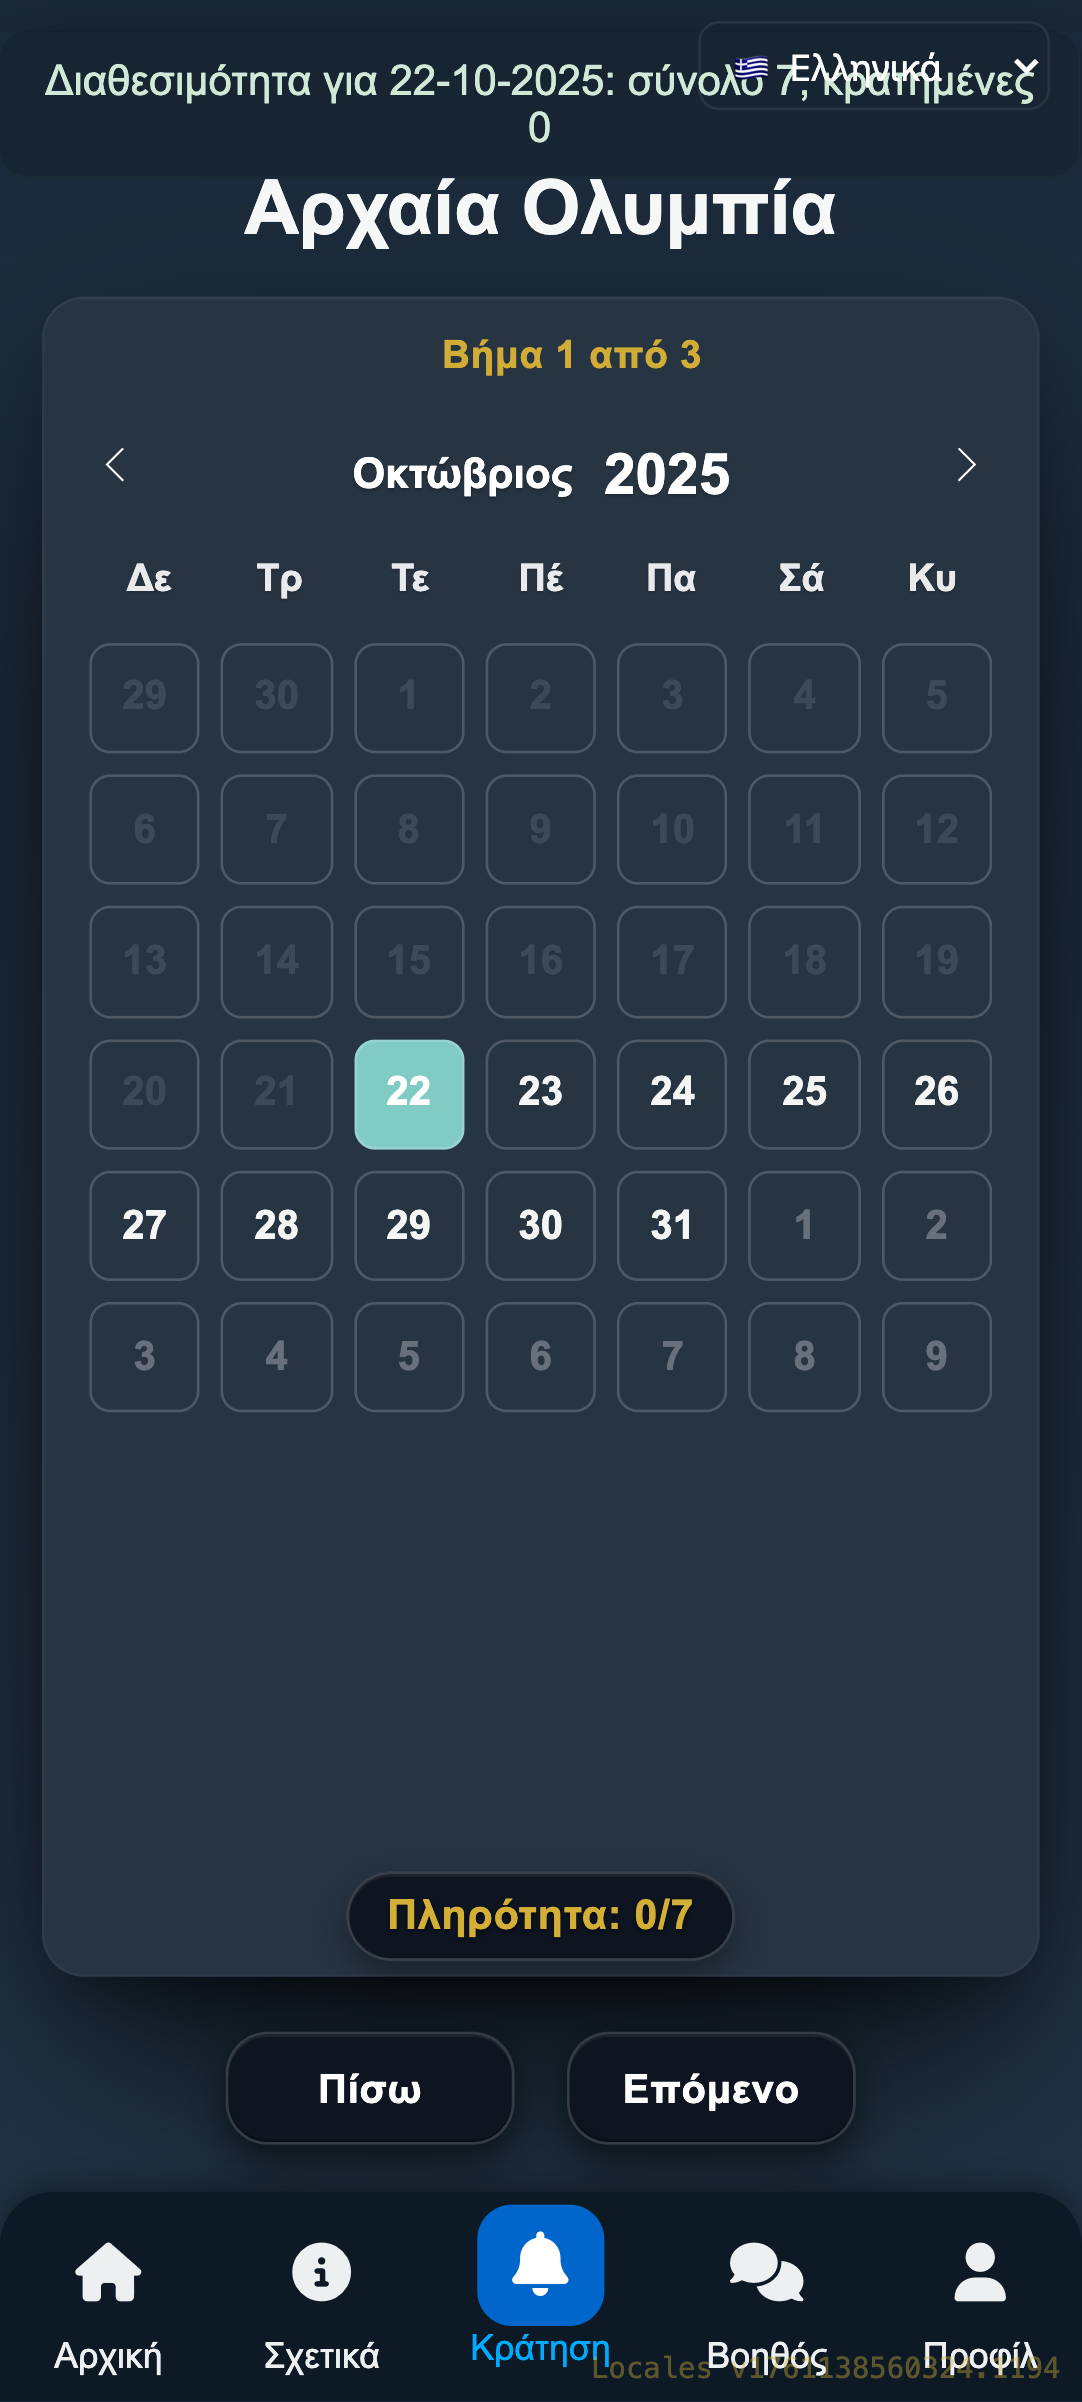 Διαθεσιμότητα για 22-10-2025: σύνολο 7, κρατημένες
0
Ελληνικά
Αρχαία Ολυμπία
Βήμα 1 από 3
Οκτώβριος 2025
Δε Τρ Τε Πέ Πα Σά Κυ
29 30 1 2 3 4 5
6 7 8 9 10 11 12
13 14 15 16 17 18 19
20 21 22 23 24 25 26
27 28 29 30 31 1 2
3 4 5 6 7 8 9
Πληρότητα: 0/7
Πίσω Επόμενο
Αρχική Σχετικά Κράτηση Βοηθός Προφίλ
Locales v1761138560324.1194